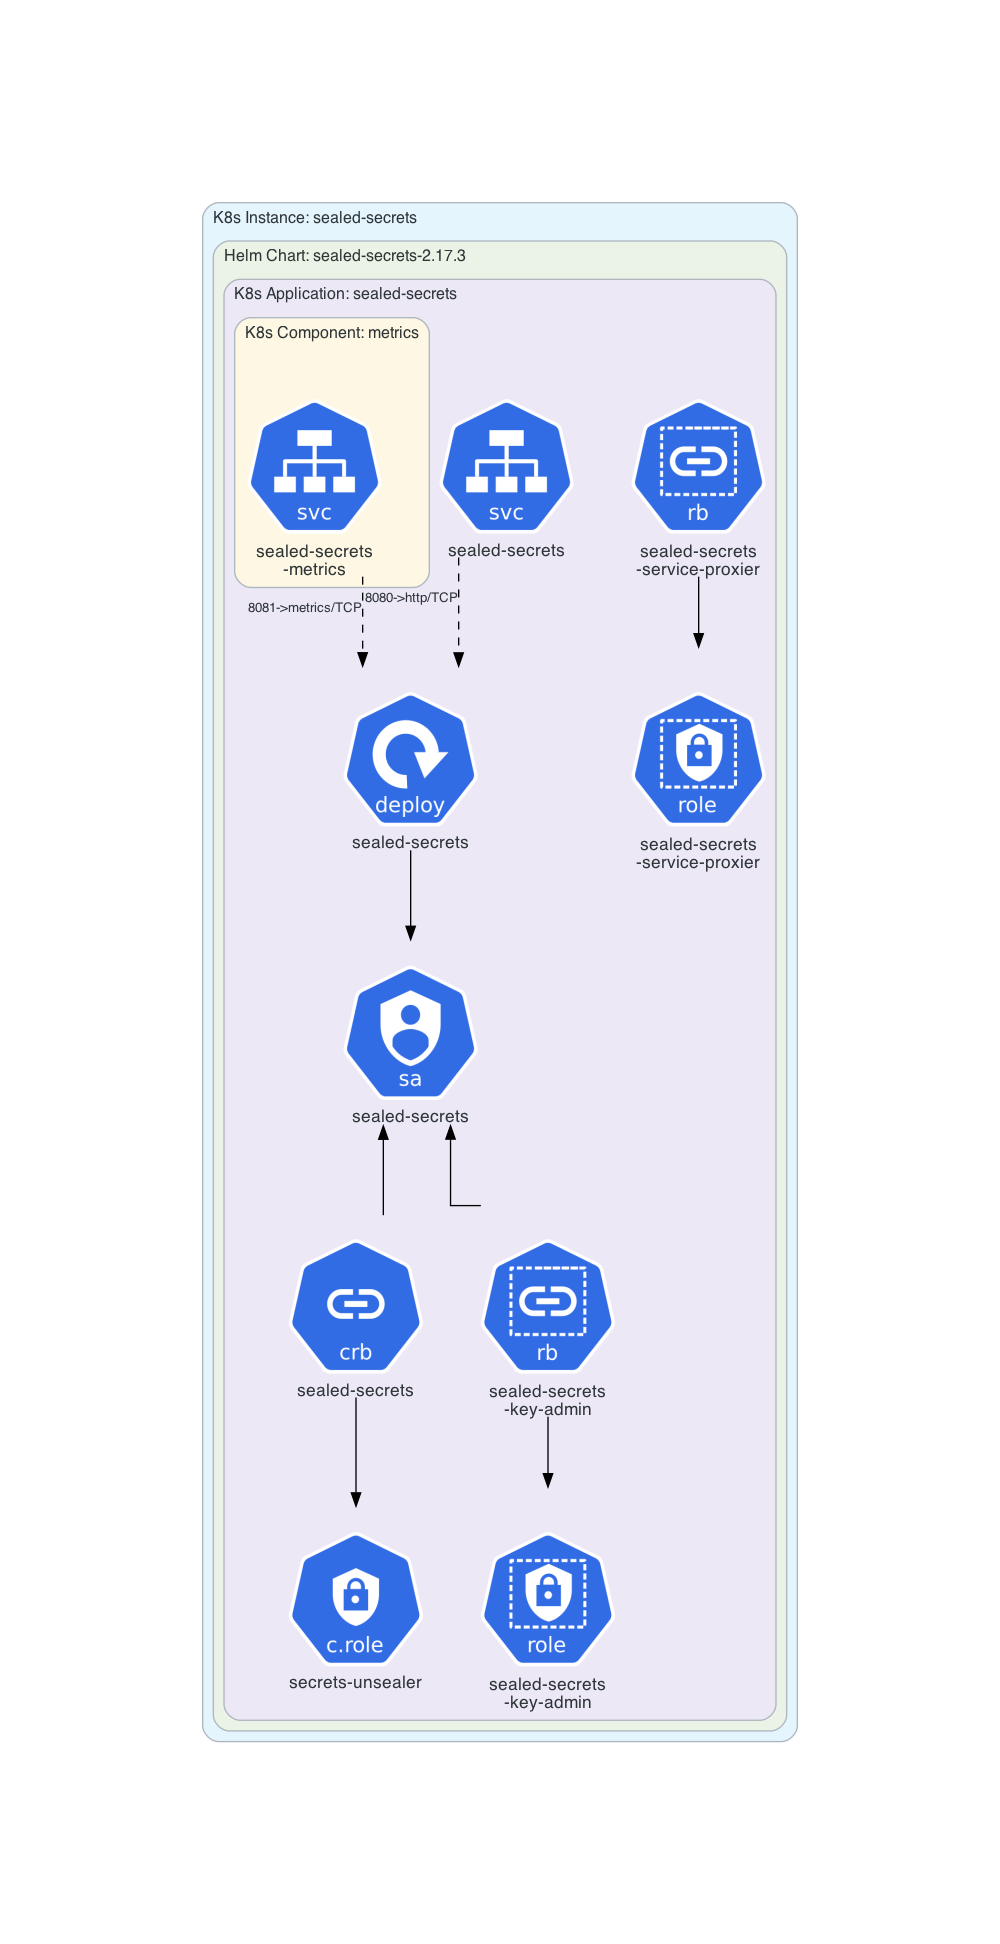 K8s Instance: sealed-secrets
Helm Chart: sealed-secrets-2.17.3
K8s Application: sealed-secrets
K8s Component: metrics
svc
sealed-secrets
-metrics
svc
sealed-secrets
rb
sealed-secrets
-service-proxier
8081->metrics/TCP
8080->http/TCP
deploy
sealed-secrets
role
sealed-secrets
-service-proxier
sa
sealed-secrets
crb
sealed-secrets
rb
sealed-secrets
-key-admin
c.role
secrets-unsealer
role
sealed-secrets
-key-admin